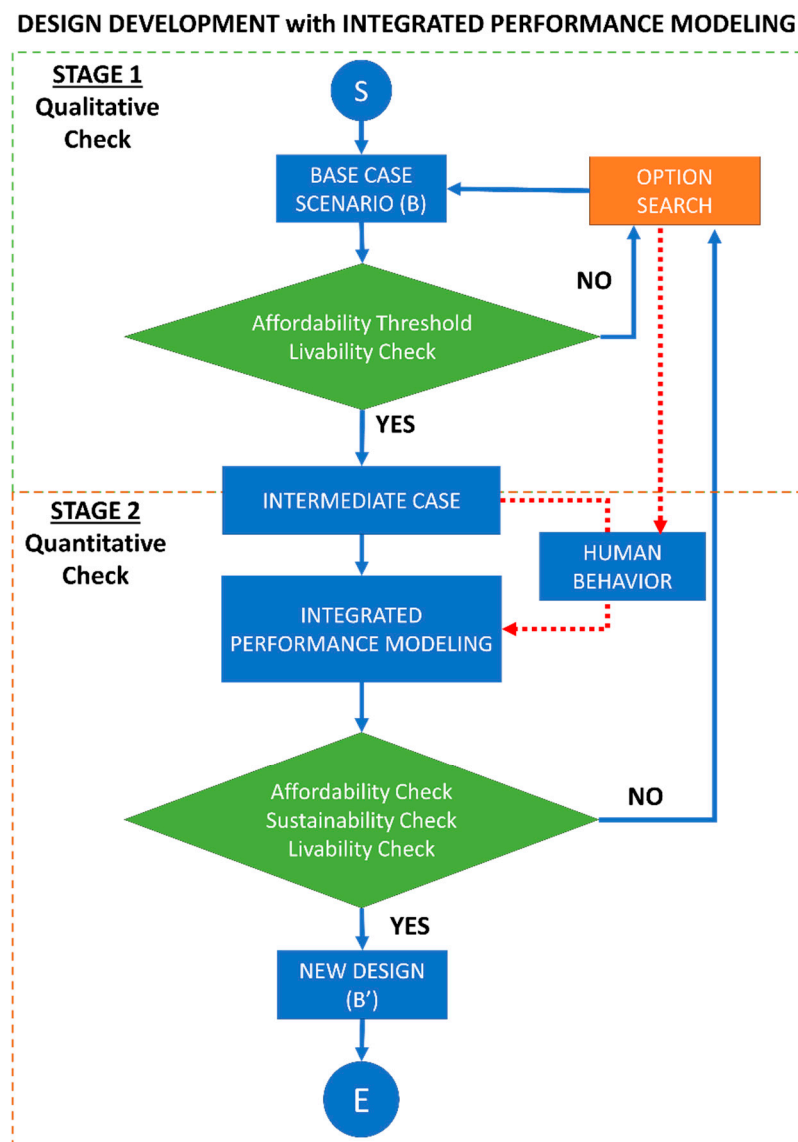 DESIGN DEVELOPMENT with INTEGRATED PERFORMANCE MODELING
STAGE 1
Qualitative
Check
S
BASE CASE
SCENARIO (B)
OPTION
SEARCH
NO
Affordability Threshold
Livability Check
YES
INTERMEDIATE CASE
STAGE 2
Quantitative
Check
HUMAN
BEHAVIOR
INTEGRATED
PERFORMANCE MODELING
Affordability Check
Sustainability Check
Livability Check
NO
YES
NEW DESIGN
(B’)
E